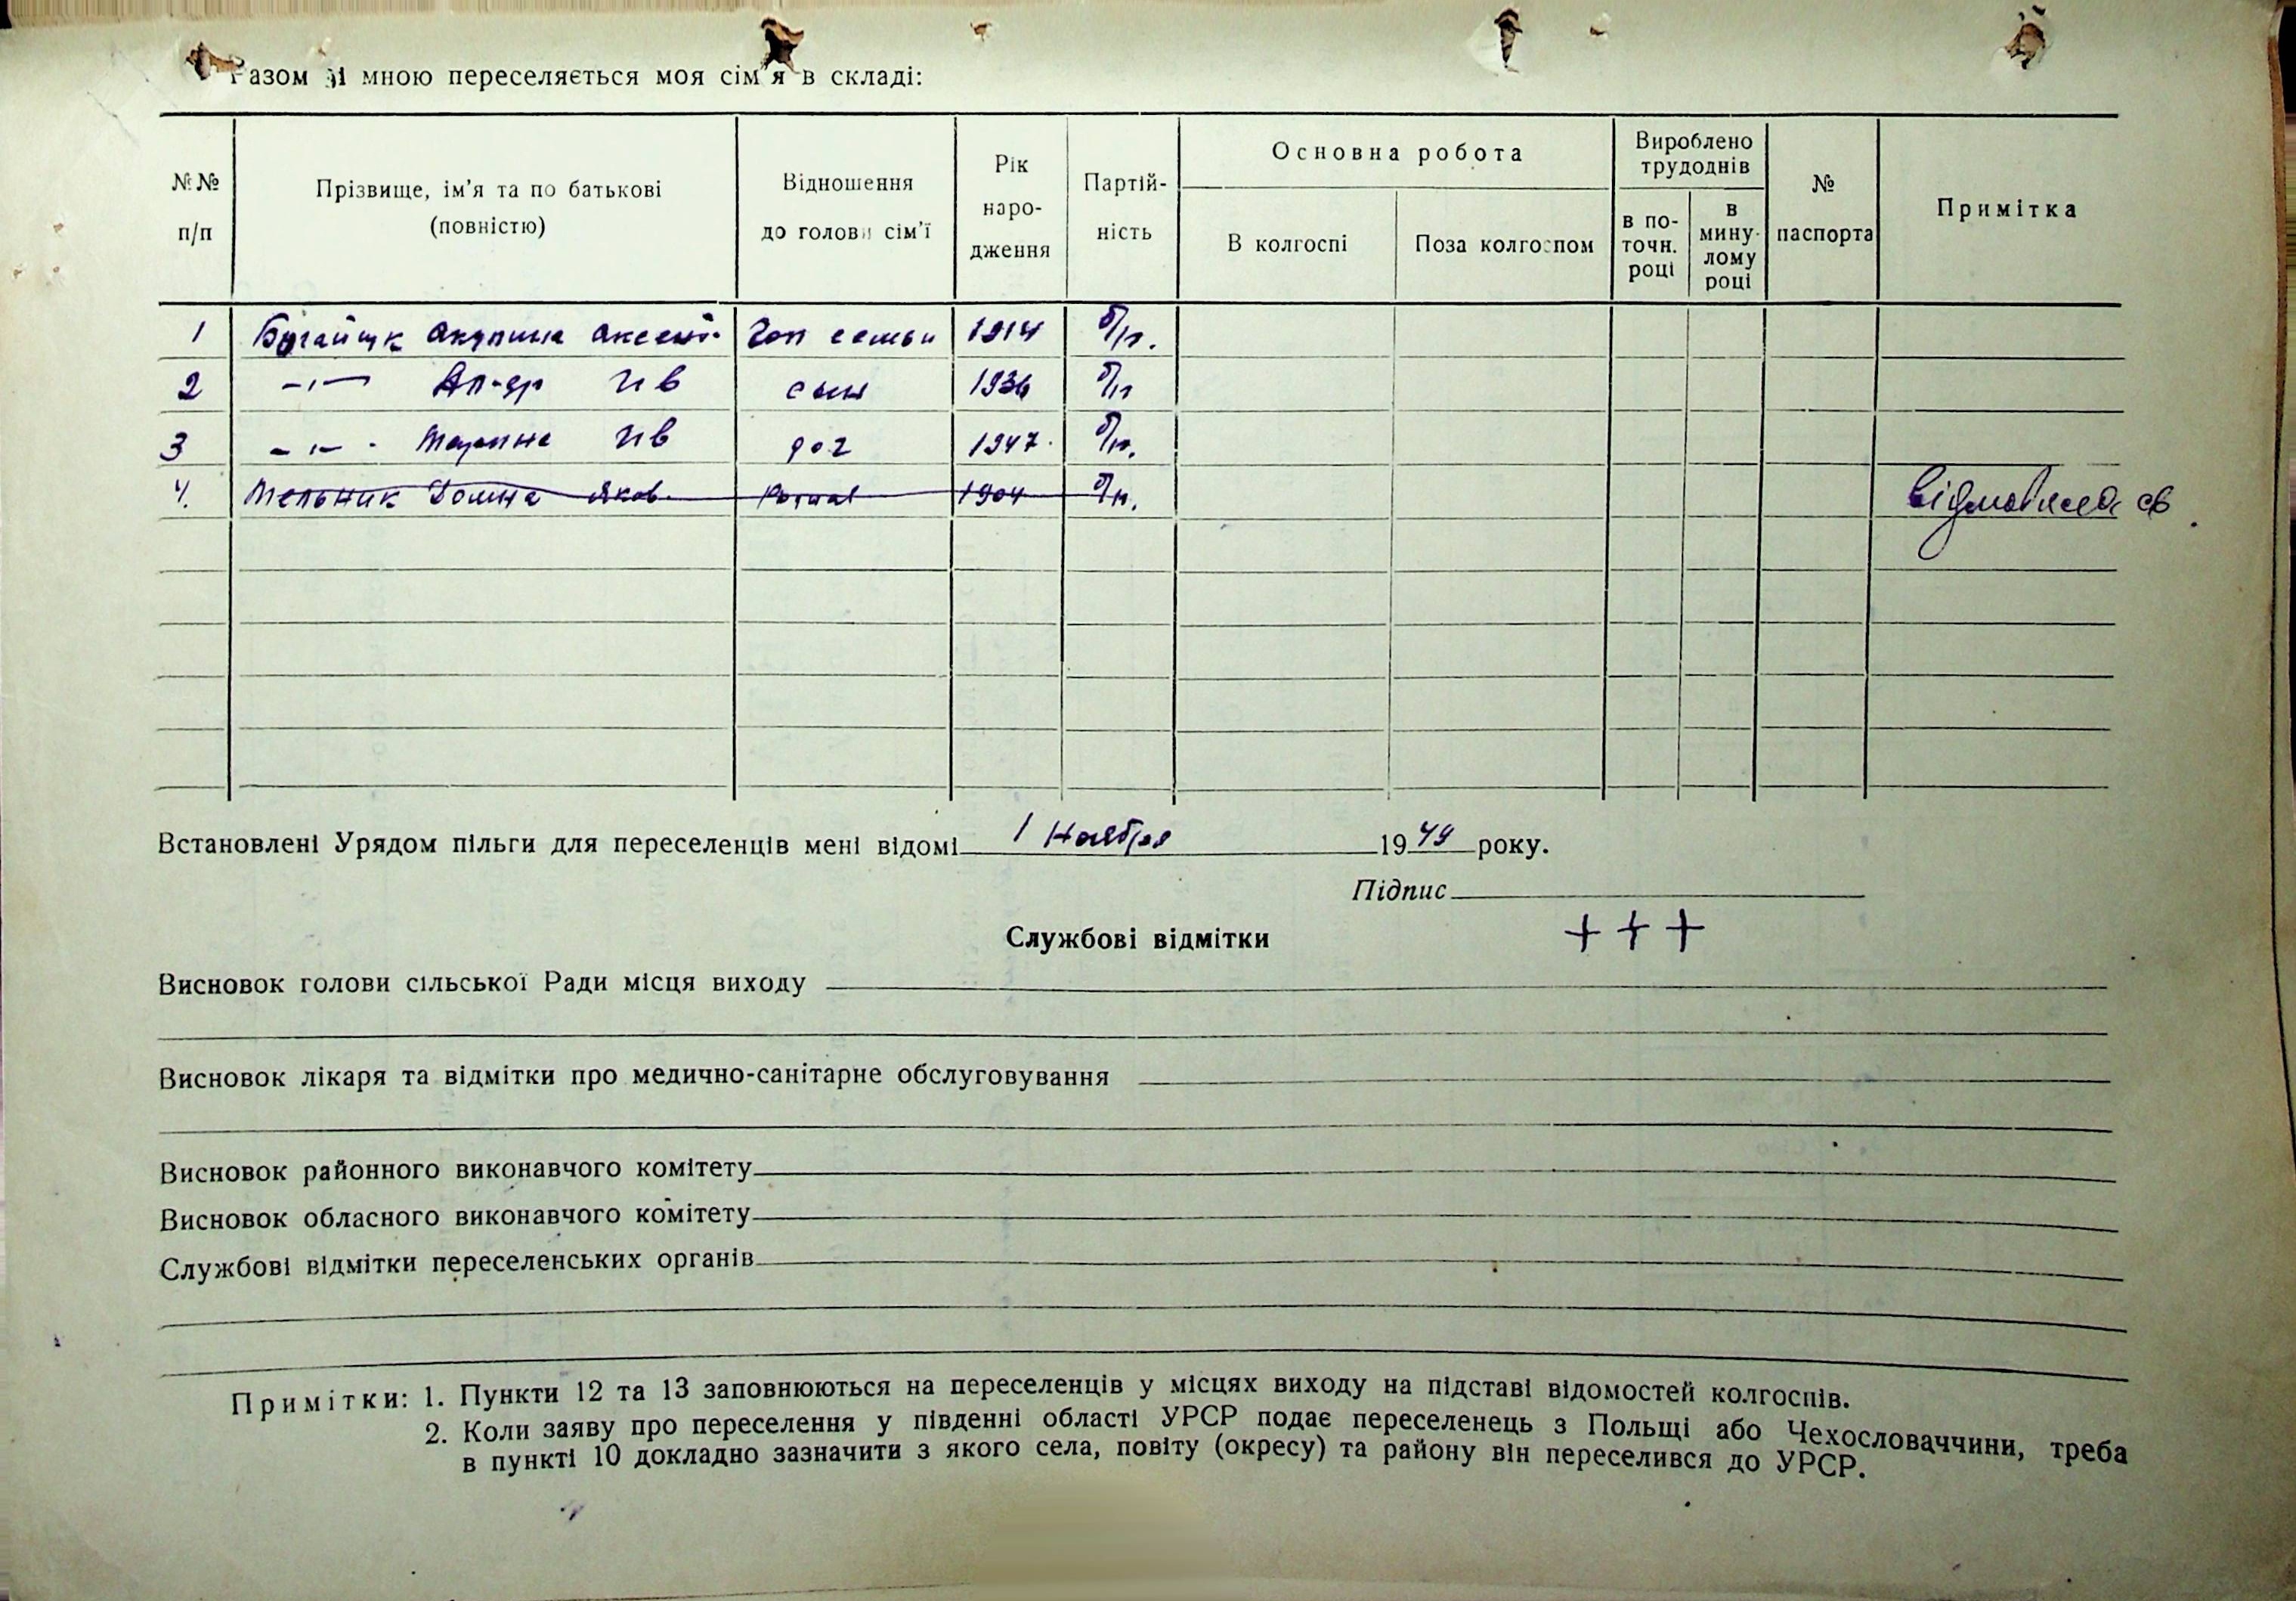 Разом зі мною переселяється моя сім'я в складі:
№№ п/п
Прізвище, ім'я та по батькові (повністю)
Відношення до голови сім'ї
Рік народження
Партійність
Основна робота
В колгоспі
Поза колгоспом
Вироблено трудоднів
в поточн. році
в минулому році
№ паспорта
Примітка
1 Бугайчук Акулина Аксент. Гол семьи 1914 б/п.
2 -"- Ал-др Ив сын 1936 б/п
3 -"- Марина Ив доч 1947. б/п.
4. Мельник Домна Яков. 1904 б/п. Відмовилась
Встановлені Урядом пільги для переселенців мені відомі 1 Ноября 1949 року.
Підпис
+++
Службові відмітки
Висновок голови сільської Ради місця виходу
Висновок лікаря та відмітки про медично-санітарне обслуговування
Висновок районного виконавчого комітету
Висновок обласного виконавчого комітету
Службові відмітки переселенських органів
Примітки: 1. Пункти 12 та 13 заповнюються на переселенців у місцях виходу на підставі відомостей колгоспів.
2. Коли заяву про переселення у південні області УРСР подає переселенець з Польщі або Чехословаччини, треба
в пункті 10 докладно зазначити з якого села, повіту (окресу) та району він переселився до УРСР.